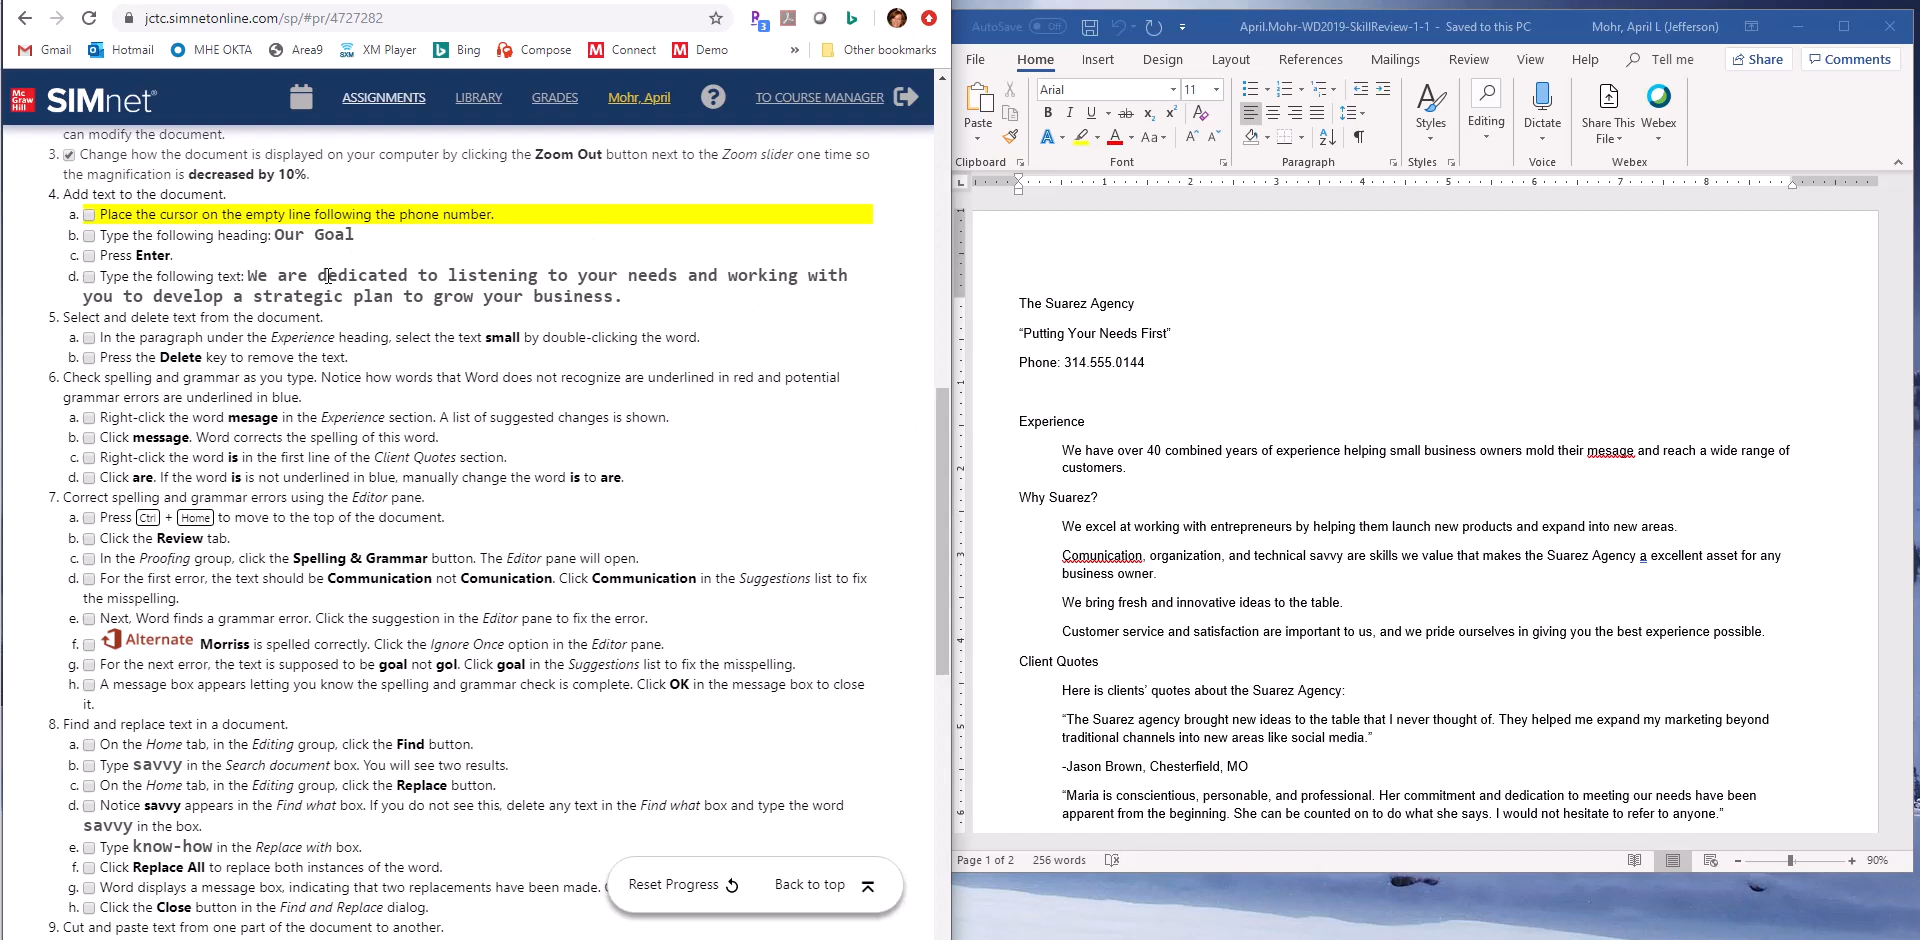 jctc.simnetonline.com/sp/#pr/4727282
Gmail Hotmail MHE OKTA Area9 XM Player Bing Compose Connect Demo » Other bookmarks
Mc Graw Hill SIMnet® ASSIGNMENTS LIBRARY GRADES Mohr, April ? TO COURSE MANAGER
can modify the document.
3. Change how the document is displayed on your computer by clicking the Zoom Out button next to the Zoom slider one time so
the magnification is decreased by 10%.
4. Add text to the document.
a. Place the cursor on the empty line following the phone number.
b. Type the following heading: Our Goal
c. Press Enter.
d. Type the following text: We are dedicated to listening to your needs and working with
you to develop a strategic plan to grow your business.
5. Select and delete text from the document.
a. In the paragraph under the Experience heading, select the text small by double-clicking the word.
b. Press the Delete key to remove the text.
6. Check spelling and grammar as you type. Notice how words that Word does not recognize are underlined in red and potential
grammar errors are underlined in blue.
a. Right-click the word mesage in the Experience section. A list of suggested changes is shown.
b. Click message. Word corrects the spelling of this word.
c. Right-click the word is in the first line of the Client Quotes section.
d. Click are. If the word is is not underlined in blue, manually change the word is to are.
7. Correct spelling and grammar errors using the Editor pane.
a. Press Ctrl + Home to move to the top of the document.
b. Click the Review tab.
c. In the Proofing group, click the Spelling & Grammar button. The Editor pane will open.
d. For the first error, the text should be Communication not Comunication. Click Communication in the Suggestions list to fix
the misspelling.
e. Next, Word finds a grammar error. Click the suggestion in the Editor pane to fix the error.
f. Alternate Morriss is spelled correctly. Click the Ignore Once option in the Editor pane.
g. For the next error, the text is supposed to be goal not gol. Click goal in the Suggestions list to fix the misspelling.
h. A message box appears letting you know the spelling and grammar check is complete. Click OK in the message box to close
it.
8. Find and replace text in a document.
a. On the Home tab, in the Editing group, click the Find button.
b. Type savvy in the Search document box. You will see two results.
c. On the Home tab, in the Editing group, click the Replace button.
d. Notice savvy appears in the Find what box. If you do not see this, delete any text in the Find what box and type the word
savvy in the box.
e. Type know-how in the Replace with box.
f. Click Replace All to replace both instances of the word.
g. Word displays a message box, indicating that two replacements have been made.
h. Click the Close button in the Find and Replace dialog.
9. Cut and paste text from one part of the document to another.
Reset Progress Back to top
AutoSave Off April.Mohr-WD2019-SkillReview-1-1 - Saved to this PC Mohr, April L (Jefferson)
File Home Insert Design Layout References Mailings Review View Help Tell me Share Comments
Arial 11
Paste Styles Editing Dictate Share This File Webex
Clipboard Font Paragraph Styles Voice Webex
1 2 3 4 5 6 7 8
The Suarez Agency
“Putting Your Needs First”
Phone: 314.555.0144
Experience
We have over 40 combined years of experience helping small business owners mold their mesage and reach a wide range of
customers.
Why Suarez?
We excel at working with entrepreneurs by helping them launch new products and expand into new areas.
Comunication, organization, and technical savvy are skills we value that makes the Suarez Agency a excellent asset for any
business owner.
We bring fresh and innovative ideas to the table.
Customer service and satisfaction are important to us, and we pride ourselves in giving you the best experience possible.
Client Quotes
Here is clients’ quotes about the Suarez Agency:
“The Suarez agency brought new ideas to the table that I never thought of. They helped me expand my marketing beyond
traditional channels into new areas like social media.”
-Jason Brown, Chesterfield, MO
“Maria is conscientious, personable, and professional. Her commitment and dedication to meeting our needs have been
apparent from the beginning. She can be counted on to do what she says. I would not hesitate to refer to anyone.”
Page 1 of 2 256 words 90%